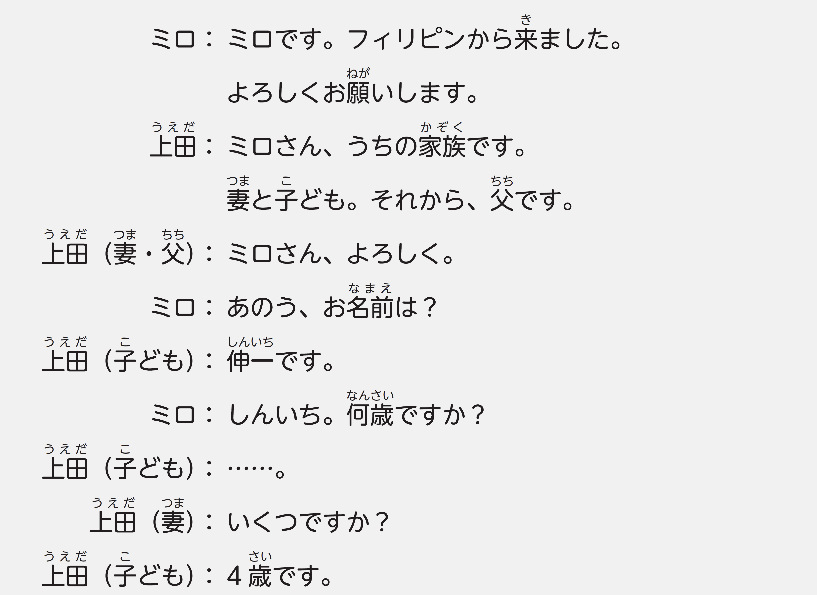 ミロ：ミロです。フィリピンから来ました。
よろしくお願いします。
上田：ミロさん、うちの家族です。
妻と子ども。それから、父です。
上田（妻・父）：ミロさん、よろしく。
ミロ：あのう、お名前は？
上田（子ども）：伸一です。
ミロ：しんいち。何歳ですか？
上田（子ども）：……。
上田（妻）：いくつですか？
上田（子ども）：４歳です。